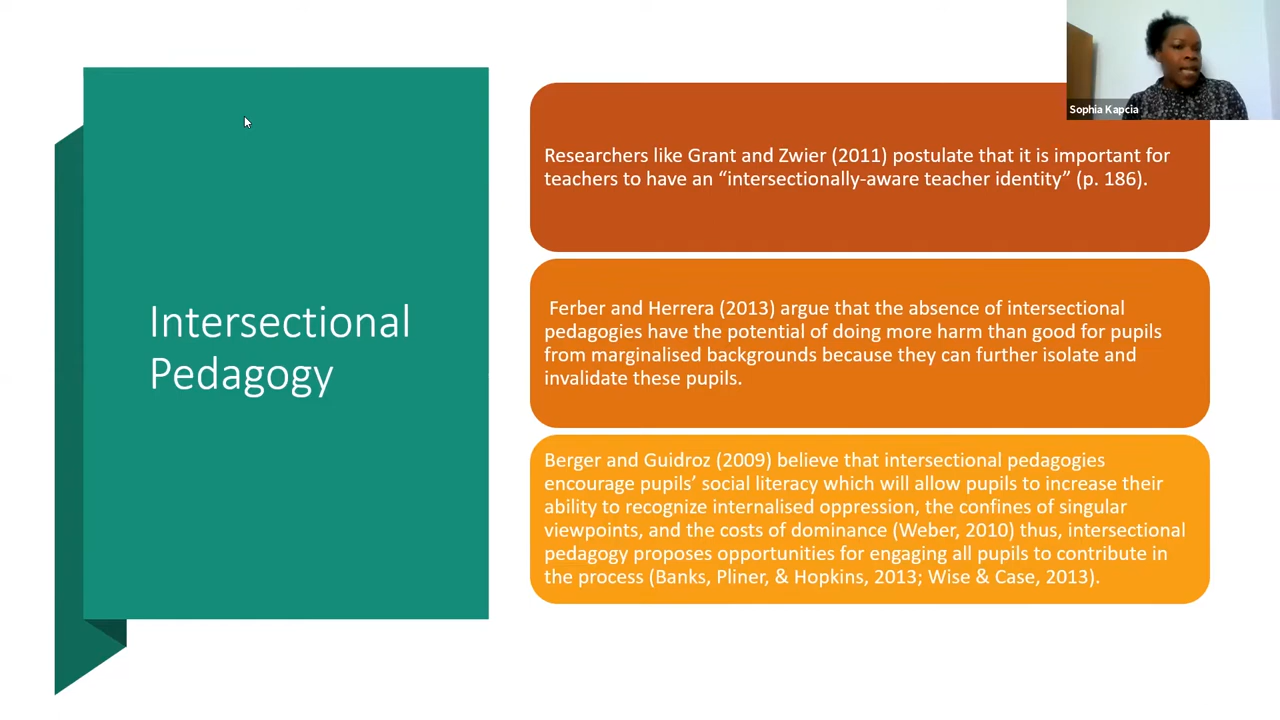 Sophia Kapcia
Intersectional
Pedagogy
Researchers like Grant and Zwier (2011) postulate that it is important for
teachers to have an “intersectionally-aware teacher identity” (p. 186).
Ferber and Herrera (2013) argue that the absence of intersectional
pedagogies have the potential of doing more harm than good for pupils
from marginalised backgrounds because they can further isolate and
invalidate these pupils.
Berger and Guidroz (2009) believe that intersectional pedagogies
encourage pupils’ social literacy which will allow pupils to increase their
ability to recognize internalised oppression, the confines of singular
viewpoints, and the costs of dominance (Weber, 2010) thus, intersectional
pedagogy proposes opportunities for engaging all pupils to contribute in
the process (Banks, Pliner, & Hopkins, 2013; Wise & Case, 2013).